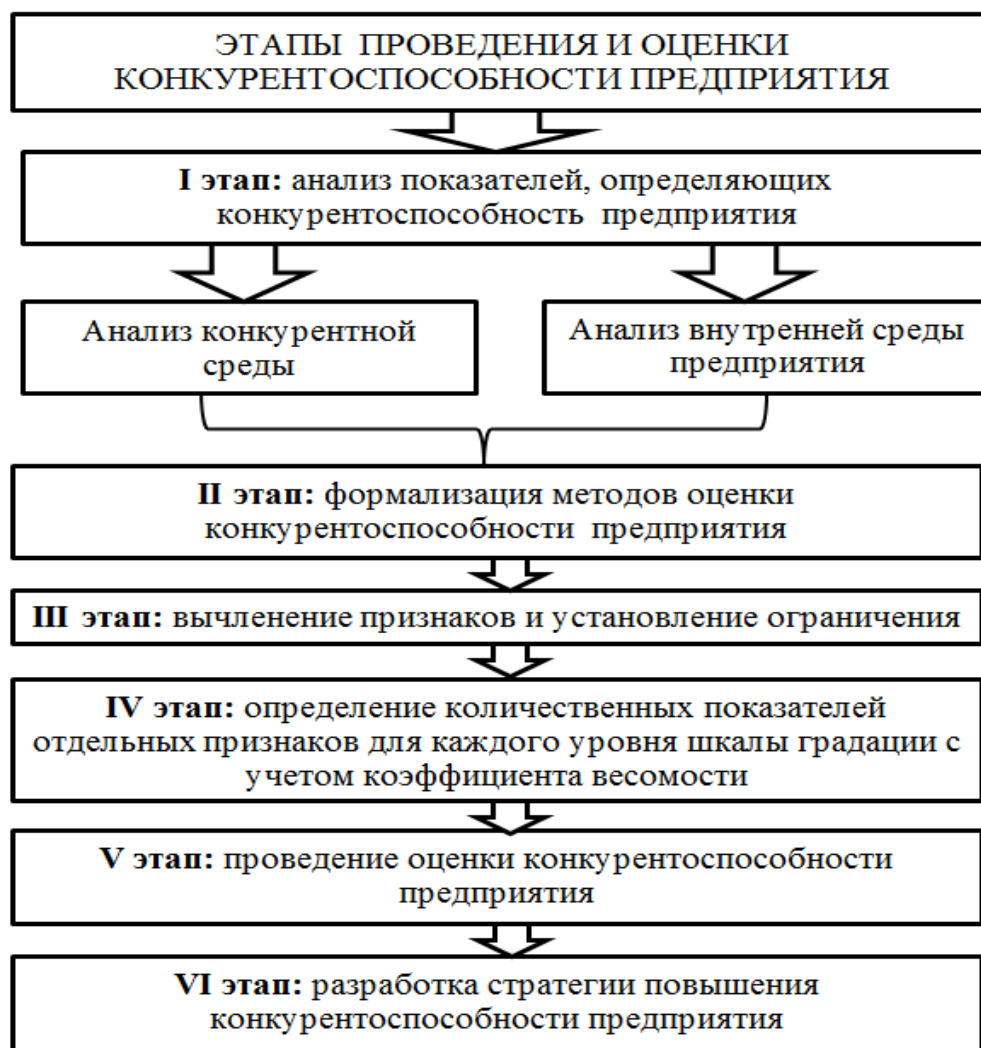 ЭТАПЫ ПРОВЕДЕНИЯ И ОЦЕНКИ
КОНКУРЕНТОСПОСОБНОСТИ ПРЕДПРИЯТИЯ
I этап: анализ показателей, определяющих
конкурентоспособность предприятия
Анализ конкурентной
среды
Анализ внутренней среды
предприятия
II этап: формализация методов оценки
конкурентоспособности предприятия
III этап: вычленение признаков и установление ограничения
IV этап: определение количественных показателей
отдельных признаков для каждого уровня шкалы градации с
учетом коэффициента весомости
V этап: проведение оценки конкурентоспособности
предприятия
VI этап: разработка стратегии повышения
конкурентоспособности предприятия